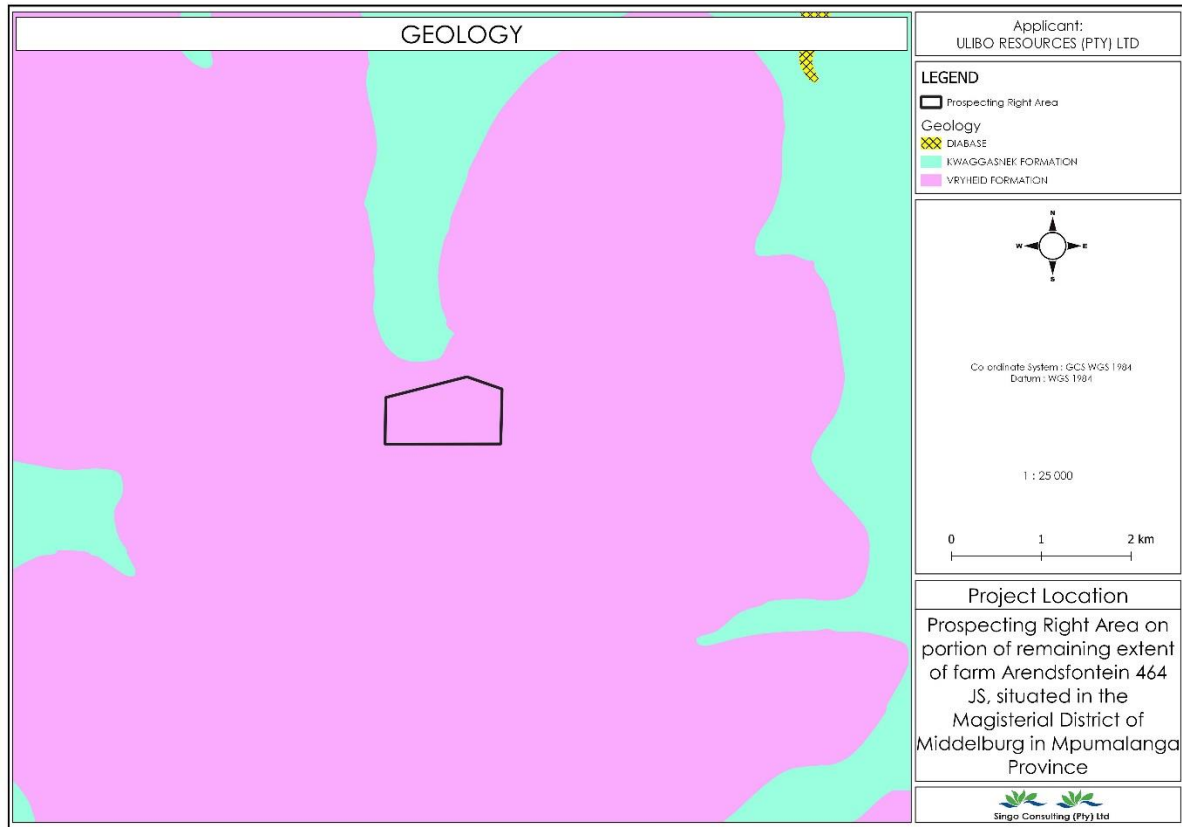 GEOLOGY
Applicant:
ULIBO RESOURCES (PTY) LTD
LEGEND
Prospecting Right Area
Geology
DIABASE
KWAGGASNEK FORMATION
VRYHEID FORMATION
N
W
E
S
Co ordinate System : GCS WGS 1984
Datum : WGS 1984
1 : 25 000
0 1 2 km
Project Location
Prospecting Right Area on
portion of remaining extent
of farm Arendsfontein 464
JS, situated in the
Magisterial District of
Middelburg in Mpumalanga
Province
Singo Consulting (Pty) Ltd